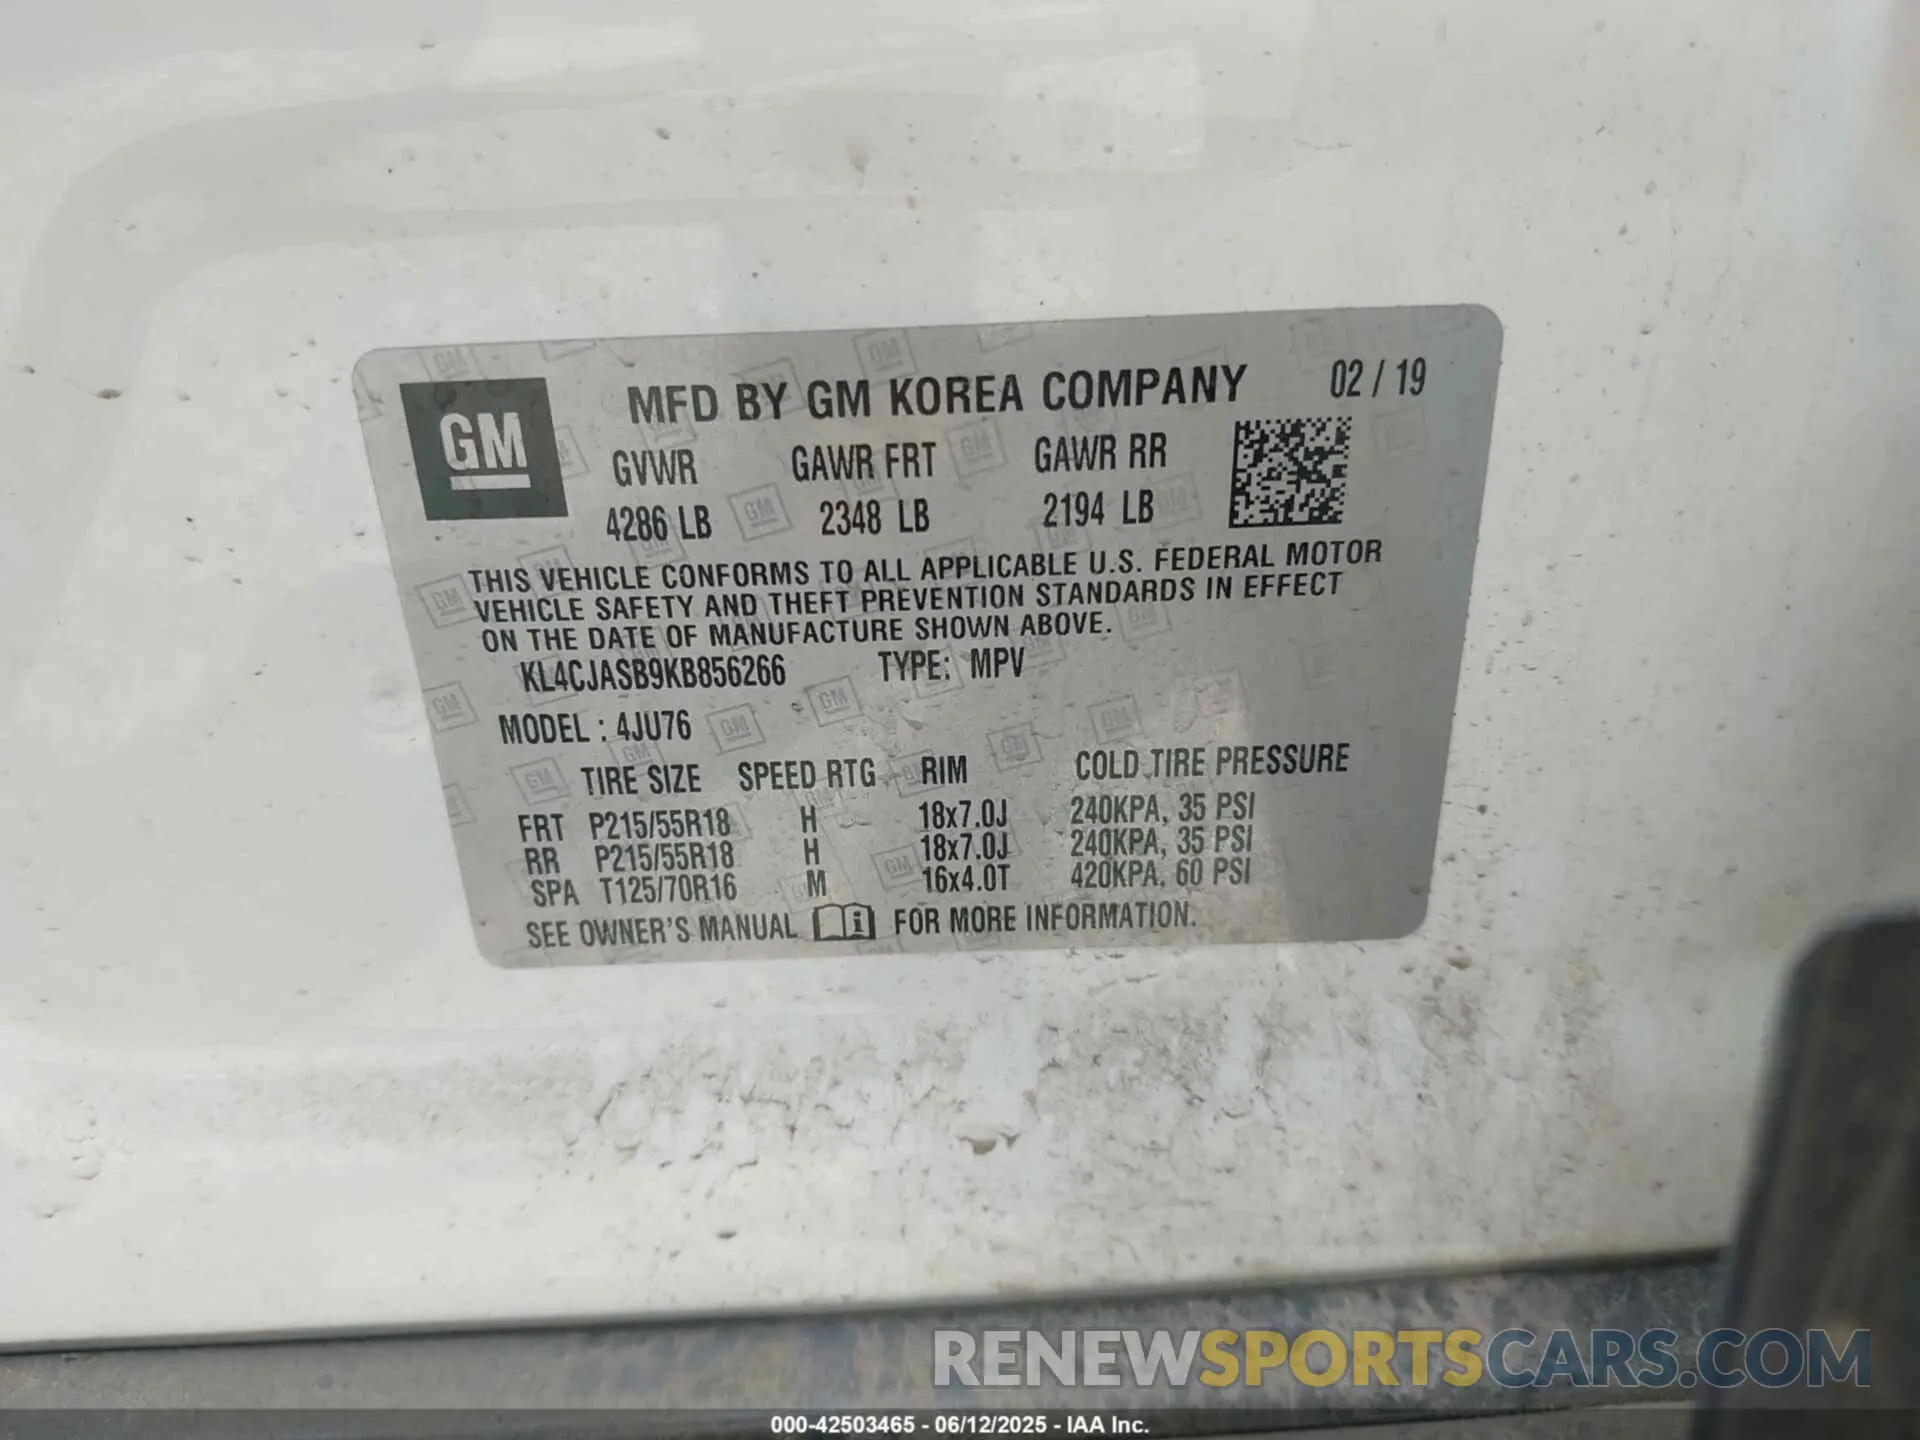 GM
MFD BY GM KOREA COMPANY 02 / 19
GVWR GAWR FRT GAWR RR
4286 LB 2348 LB 2194 LB
THIS VEHICLE CONFORMS TO ALL APPLICABLE U.S. FEDERAL MOTOR
VEHICLE SAFETY AND THEFT PREVENTION STANDARDS IN EFFECT
ON THE DATE OF MANUFACTURE SHOWN ABOVE.
KL4CJASB9KB856266 TYPE: MPV
MODEL : 4JU76
TIRE SIZE SPEED RTG RIM COLD TIRE PRESSURE
FRT P215/55R18 H 18x7.0J 240KPA, 35 PSI
RR P215/55R18 H 18x7.0J 240KPA, 35 PSI
SPA T125/70R16 M 16x4.0T 420KPA, 60 PSI
SEE OWNER'S MANUAL i FOR MORE INFORMATION.
RENEWSPORTSCARS.COM
000-42503465 - 06/12/2025 - IAA Inc.